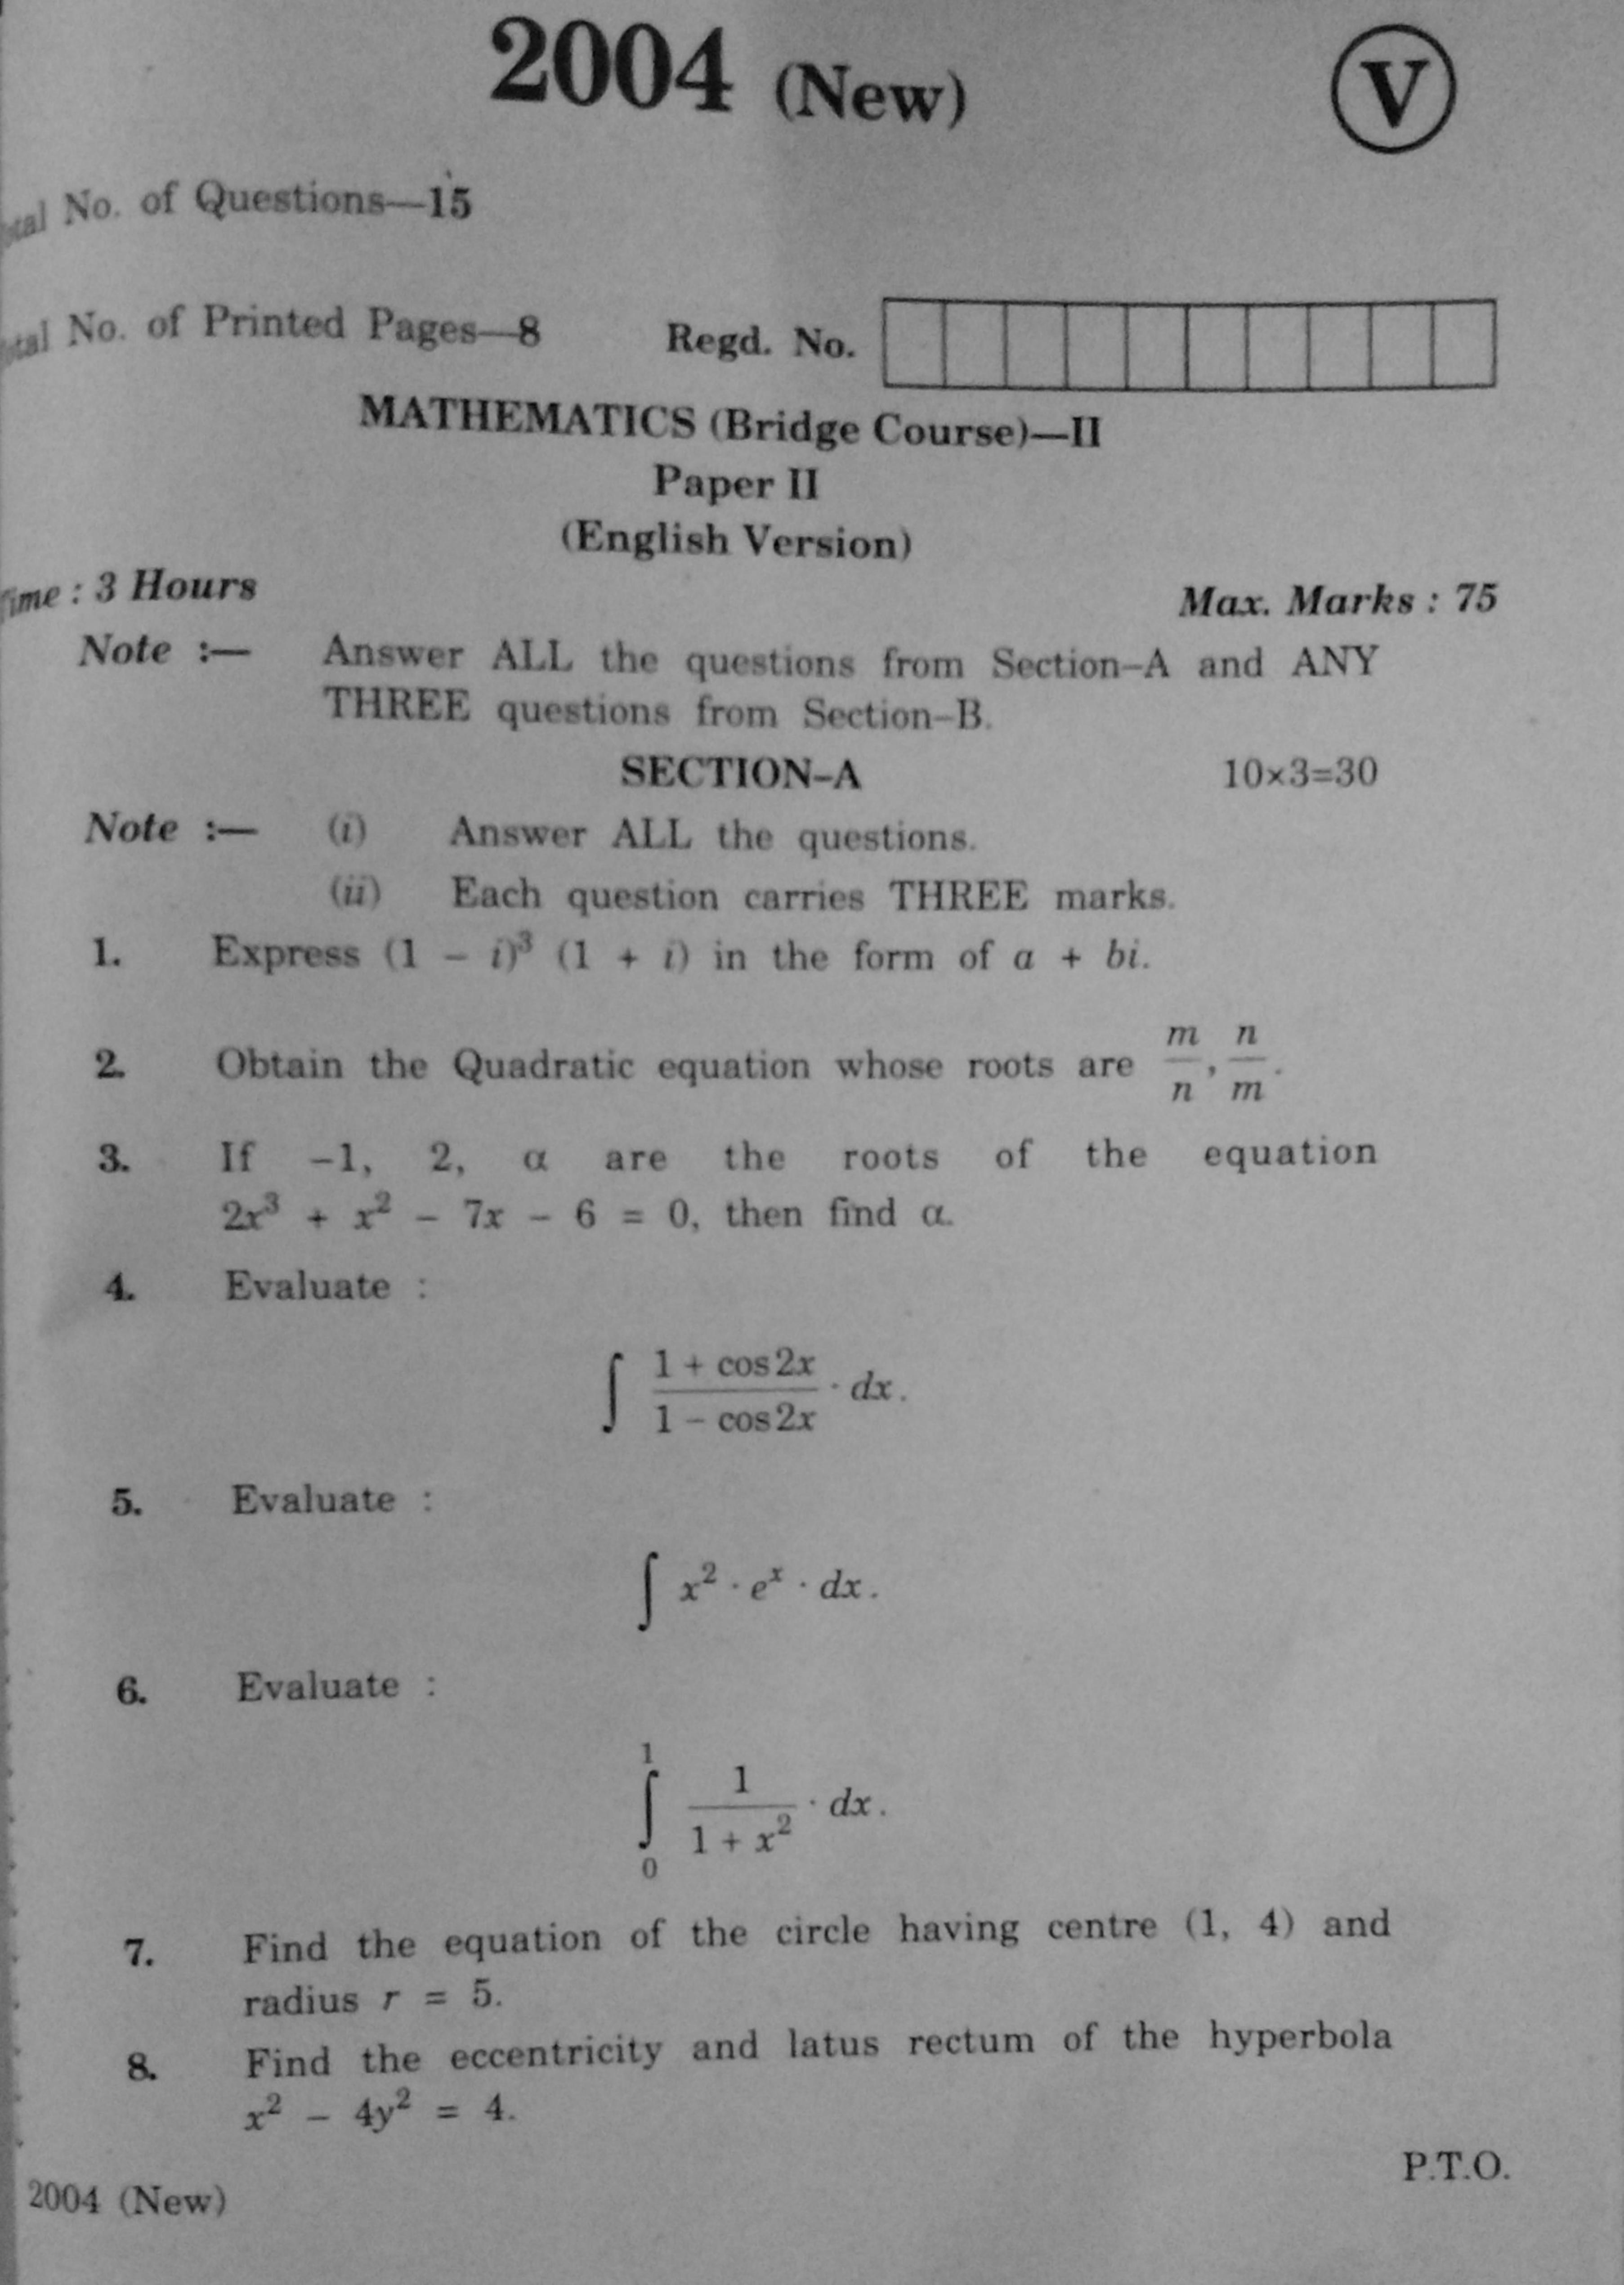 2004 (New) V
No. of Questions—15
No. of Printed Pages—8 Regd. No.
MATHEMATICS (Bridge Course)—II
Paper II
(English Version)
Time : 3 Hours Max. Marks : 75
Note :— Answer ALL the questions from Section–A and ANY
THREE questions from Section–B.
SECTION–A 10×3=30
Note :— (i) Answer ALL the questions.
(ii) Each question carries THREE marks.
1. Express (1 – i)³ (1 + i) in the form of a + bi.
2. Obtain the Quadratic equation whose roots are m/n, n/m.
3. If –1, 2, α are the roots of the equation
2x³ + x² – 7x – 6 = 0, then find α.
4. Evaluate :
∫ (1 + cos 2x)/(1 – cos 2x) · dx.
5. Evaluate :
∫ x² · eˣ · dx.
6. Evaluate :
∫₀¹ 1/(1 + x²) · dx.
7. Find the equation of the circle having centre (1, 4) and
radius r = 5.
8. Find the eccentricity and latus rectum of the hyperbola
x² – 4y² = 4.
P.T.O.
2004 (New)